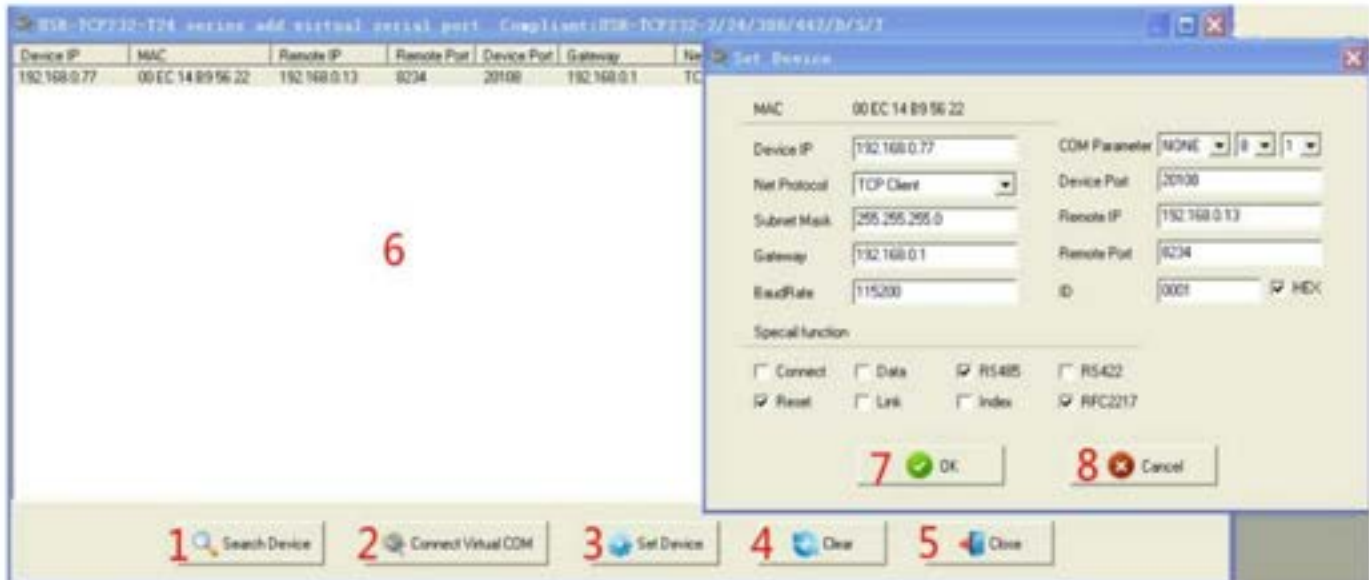 USR-TCP232-T24 series add virtual serial port Compliant:USR-TCP232-2/24/300/442/D/S/T
Device IP MAC Remote IP Remote Port Device Port Gateway Net
192.168.0.77 00 EC 14 B9 56 22 192.168.0.13 8234 20108 192.168.0.1 TC
6
Set Device
MAC 00 EC 14 B9 56 22
Device IP 192.168.0.77 COM Parameter NONE 8 1
Net Protocol TCP Client Device Port 20108
Subnet Mask 255.255.255.0 Remote IP 192.168.0.13
Gateway 192.168.0.1 Remote Port 8234
BaudRate 115200 ID 0001 HEX
Special function
Connect Data RS485 RS422
Reset Link Index RFC2217
7 OK 8 Cancel
1 Search Device 2 Connect Virtual COM 3 Set Device 4 Clear 5 Close